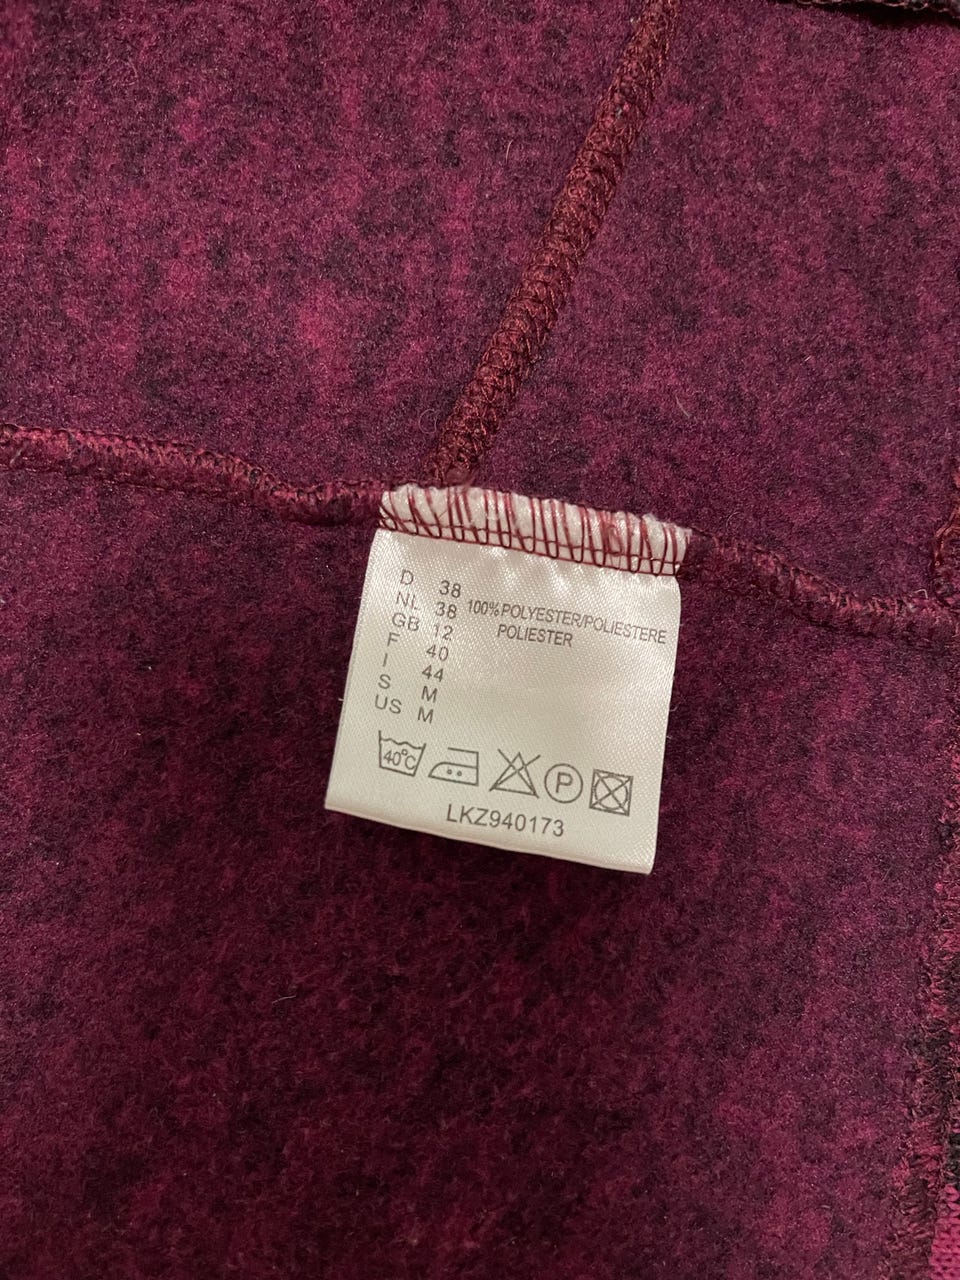 D 38
NL 38
GB 12
F 40
I 44
S M
US M
100%POLYESTER/POLIESTERE
POLIESTER
40°C
P
LKZ940173